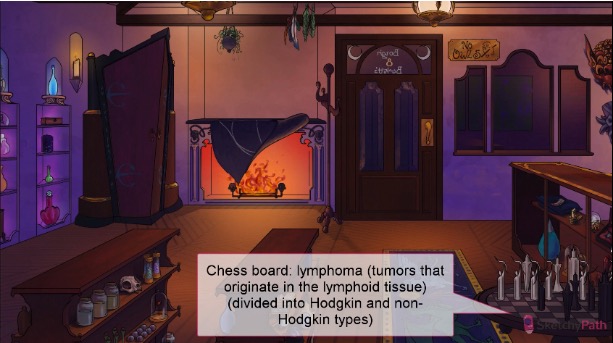 Chess board: lymphoma (tumors that
originate in the lymphoid tissue)
(divided into Hodgkin and non-
Hodgkin types)
SketchyPath